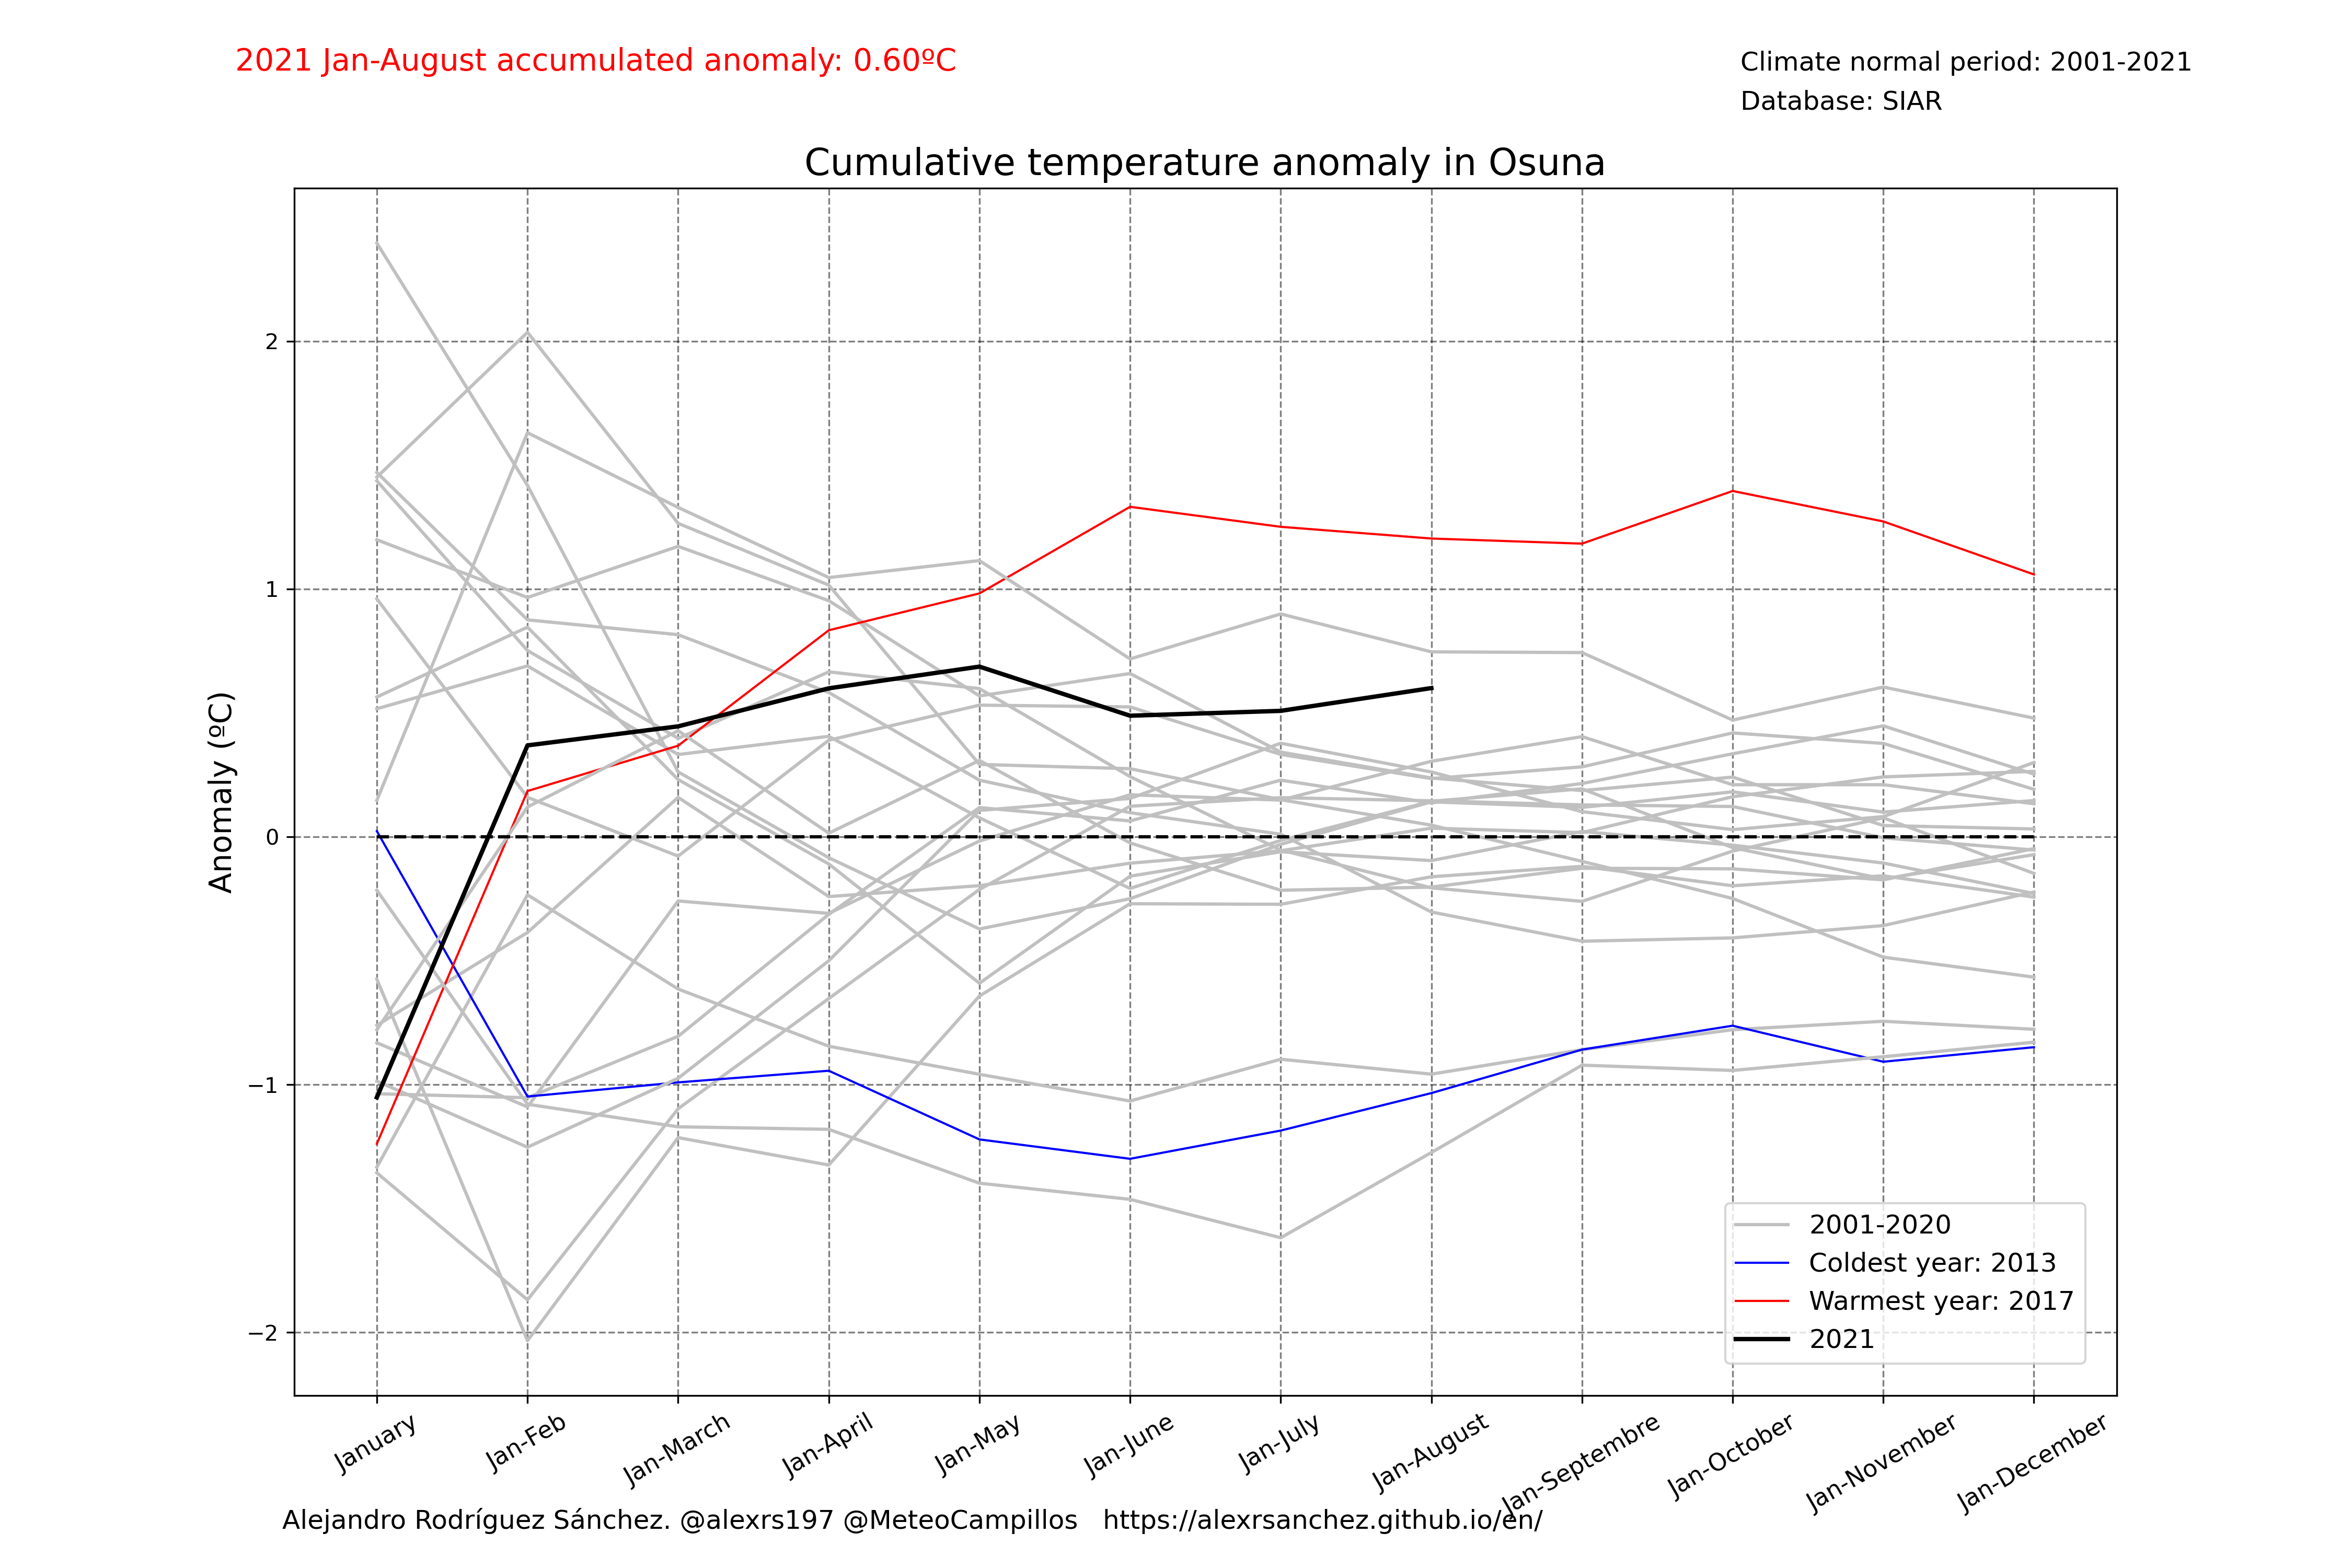 2021 Jan-August accumulated anomaly: 0.60ºC
Climate normal period: 2001-2021
Database: SIAR
Cumulative temperature anomaly in Osuna
Anomaly (ºC)
2
1
0
−1
−2
2001-2020
Coldest year: 2013
Warmest year: 2017
2021
January
Jan-Feb
Jan-March
Jan-April
Jan-May
Jan-June
Jan-July
Jan-August
Jan-Septembre
Jan-October
Jan-November
Jan-December
Alejandro Rodríguez Sánchez. @alexrs197 @MeteoCampillos   https://alexrsanchez.github.io/en/